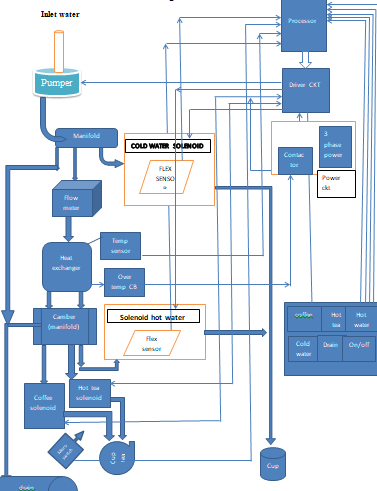 Inlet water
Processor
Pumper
Driver CKT
Manifold
COLD WATER SOLENOID
FLEX
SENSO
3
phase
power
Contac
tor
Power
ckt
Flow
meter
Temp
sensor
Heat
exchanger
Over
temp CB
Camber
(manifold)
Solenoid hot water
Flex
sensor
coffee
Hot
tea
Hot
water
Cold
water
Drain
On/off
Coffee
solenoid
Hot tea
solenoid
Cup
Cup
drain